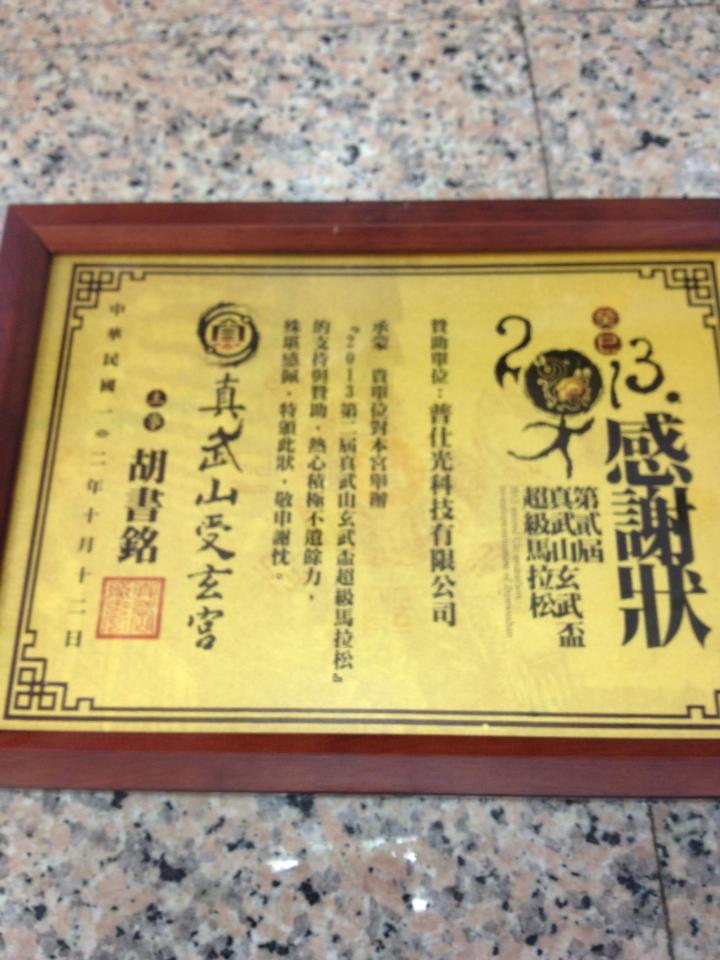 癸巳
2013.
感謝狀
第貳屆
真武山玄武盃
超級馬拉松
贊助單位：普仕光科技有限公司
承蒙　貴單位對本宮舉辦
『2013第二屆真武山玄武盃超級馬拉松』
的支持與贊助，熱心積極不遺餘力，
殊堪感佩，特頒此狀，敬申謝忱。
真武山受玄宮
胡書銘
中華民國一０二年十月十二日